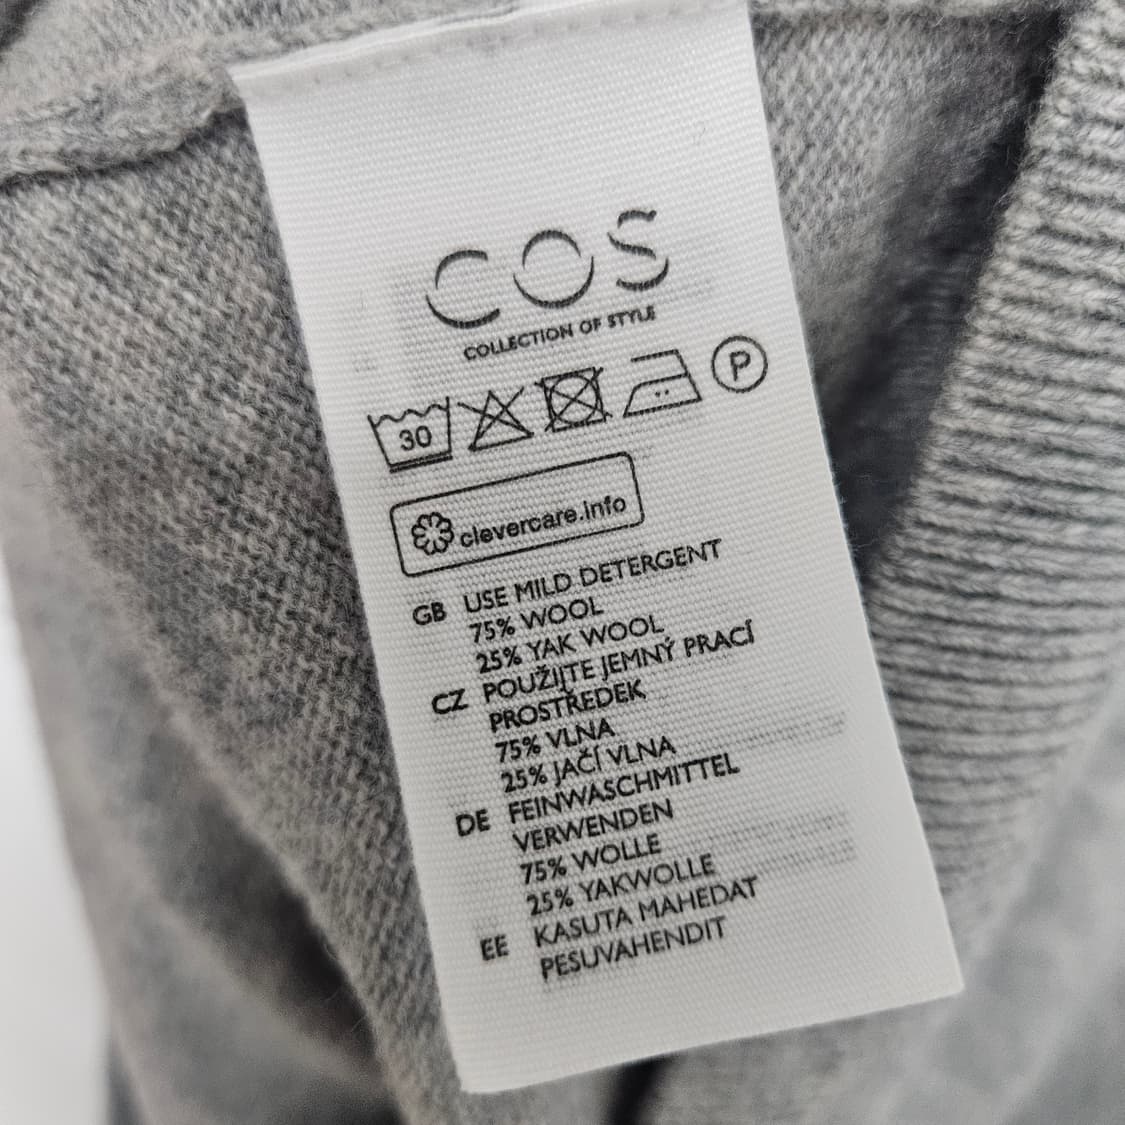 COS
COLLECTION OF STYLE
30
P
clevercare.info
GB USE MILD DETERGENT
75% WOOL
25% YAK WOOL
CZ POUŽIJTE JEMNÝ PRACÍ
PROSTŘEDEK
75% VLNA
25% JAČÍ VLNA
DE FEINWASCHMITTEL
VERWENDEN
75% WOLLE
25% YAKWOLLE
EE KASUTA MAHEDAT
PESUVAHENDIT